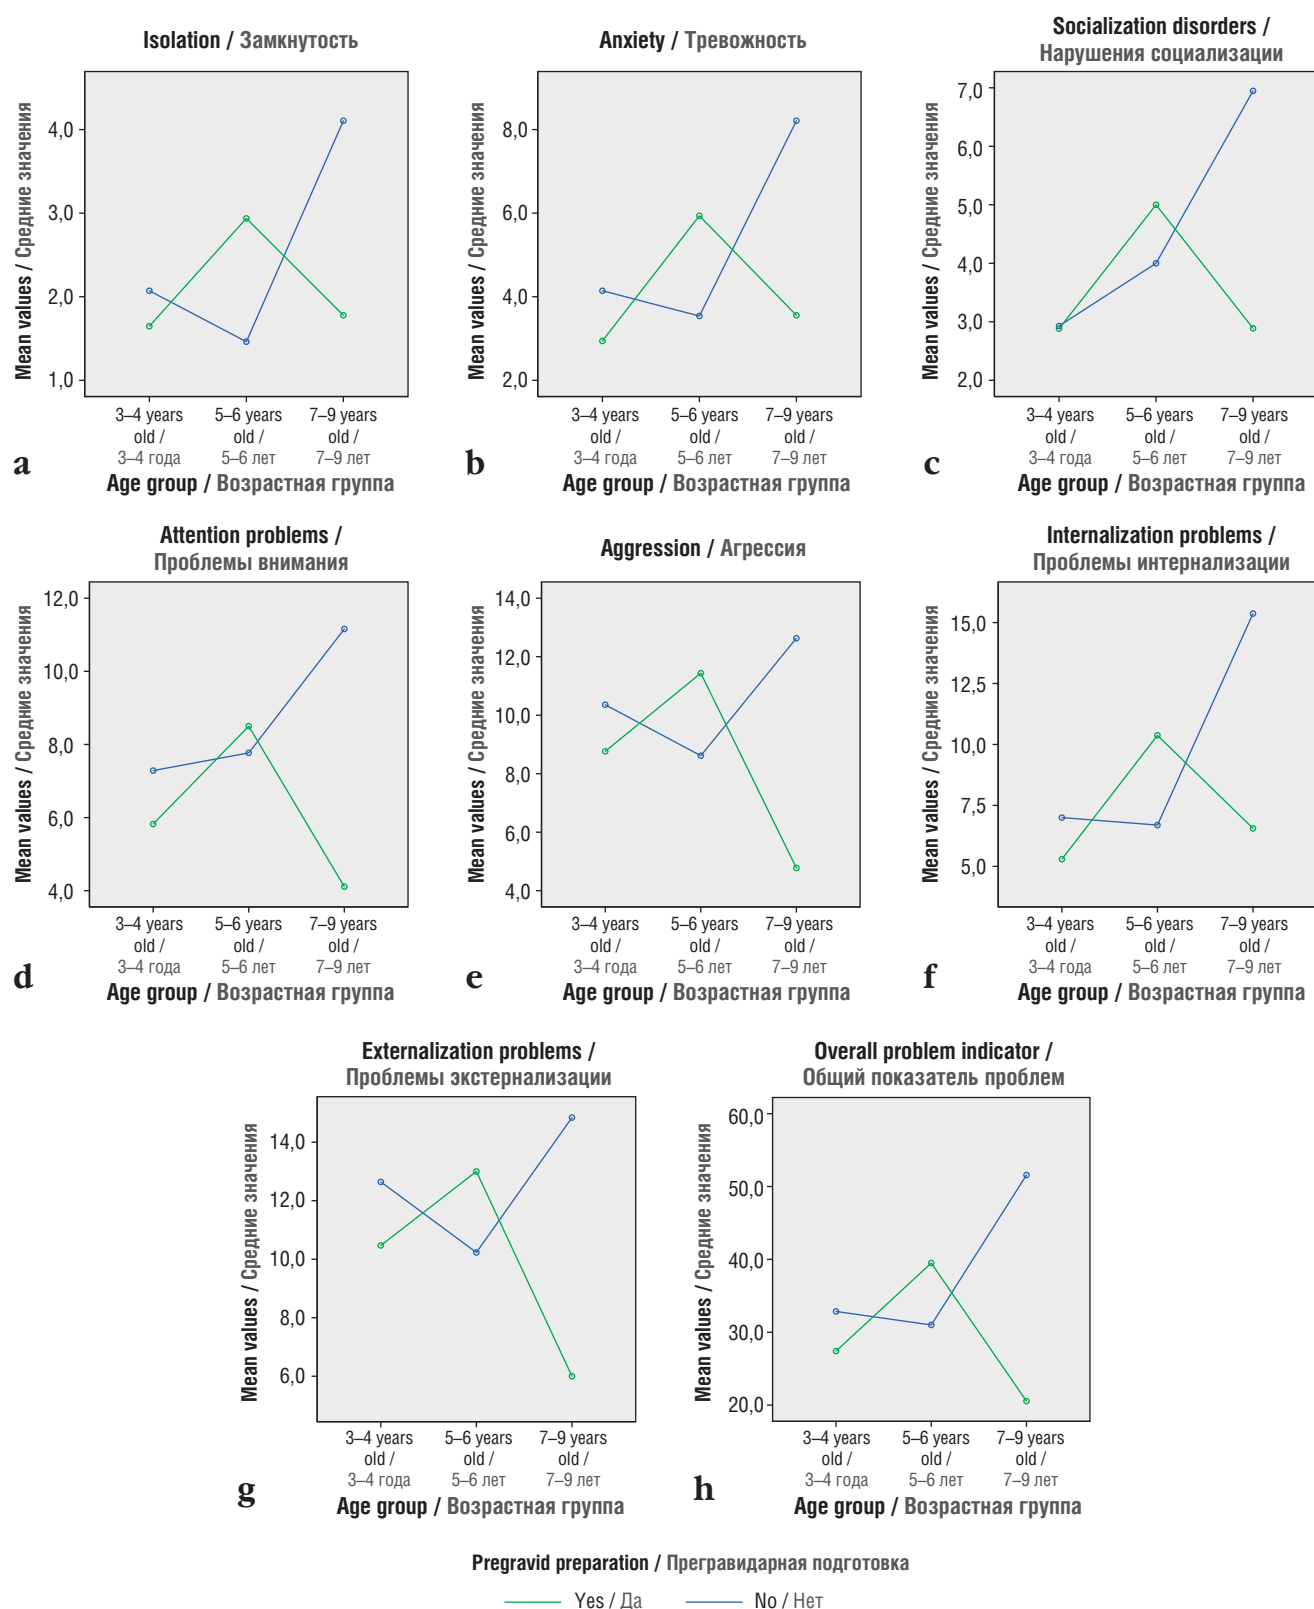 Isolation / Замкнутость
Mean values / Средние значения
4,0
3,0
2,0
1,0
3–4 years old / 3–4 года
5–6 years old / 5–6 лет
7–9 years old / 7–9 лет
a
Age group / Возрастная группа
Anxiety / Тревожность
Mean values / Средние значения
8,0
6,0
4,0
2,0
3–4 years old / 3–4 года
5–6 years old / 5–6 лет
7–9 years old / 7–9 лет
b
Age group / Возрастная группа
Socialization disorders /
Нарушения социализации
Mean values / Средние значения
7,0
6,0
5,0
4,0
3,0
2,0
3–4 years old / 3–4 года
5–6 years old / 5–6 лет
7–9 years old / 7–9 лет
c
Age group / Возрастная группа
Attention problems /
Проблемы внимания
Mean values / Средние значения
12,0
10,0
8,0
6,0
4,0
3–4 years old / 3–4 года
5–6 years old / 5–6 лет
7–9 years old / 7–9 лет
d
Age group / Возрастная группа
Aggression / Агрессия
Mean values / Средние значения
14,0
12,0
10,0
8,0
6,0
4,0
3–4 years old / 3–4 года
5–6 years old / 5–6 лет
7–9 years old / 7–9 лет
e
Age group / Возрастная группа
Internalization problems /
Проблемы интернализации
Mean values / Средние значения
15,0
12,5
10,0
7,5
5,0
3–4 years old / 3–4 года
5–6 years old / 5–6 лет
7–9 years old / 7–9 лет
f
Age group / Возрастная группа
Externalization problems /
Проблемы экстернализации
Mean values / Средние значения
14,0
12,0
10,0
8,0
6,0
3–4 years old / 3–4 года
5–6 years old / 5–6 лет
7–9 years old / 7–9 лет
g
Age group / Возрастная группа
Overall problem indicator /
Общий показатель проблем
Mean values / Средние значения
60,0
50,0
40,0
30,0
20,0
3–4 years old / 3–4 года
5–6 years old / 5–6 лет
7–9 years old / 7–9 лет
h
Age group / Возрастная группа
Pregravid preparation / Прегравидарная подготовка
Yes / Да
No / Нет